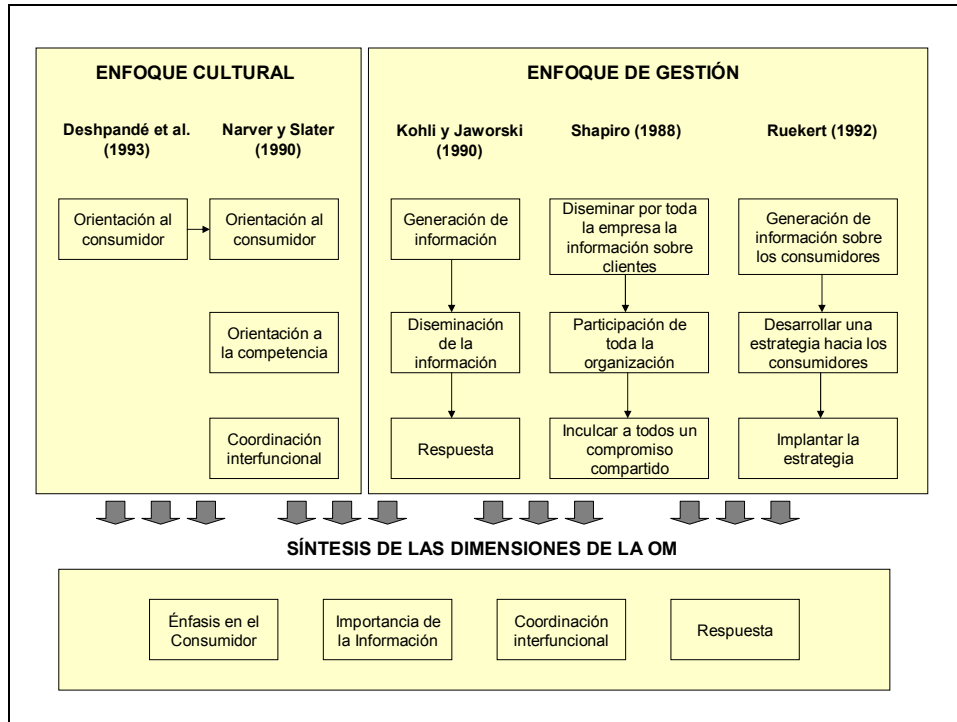 ENFOQUE CULTURAL
Deshpandé et al.
(1993)
Narver y Slater
(1990)
Orientación al
consumidor
Orientación al
consumidor
Orientación a
la competencia
Coordinación
interfuncional
ENFOQUE DE GESTIÓN
Kohli y Jaworski
(1990)
Shapiro (1988)
Ruekert (1992)
Generación de
información
Diseminación
de la
información
Respuesta
Diseminar por toda
la empresa la
información sobre
clientes
Participación de
toda la
organización
Inculcar a todos un
compromiso
compartido
Generación de
información sobre
los consumidores
Desarrollar una
estrategia hacia los
consumidores
Implantar la
estrategia
SÍNTESIS DE LAS DIMENSIONES DE LA OM
Énfasis en el
Consumidor
Importancia de
la Información
Coordinación
interfuncional
Respuesta